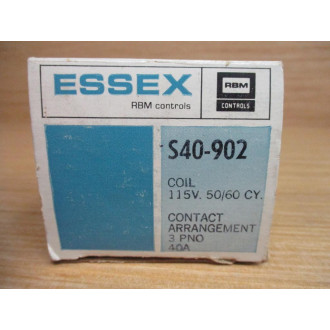 ESSEX
RBM controls
RBM
CONTROLS
S40-902
COIL
115V. 50/60 CY.
CONTACT
ARRANGEMENT
3 PNO
40A